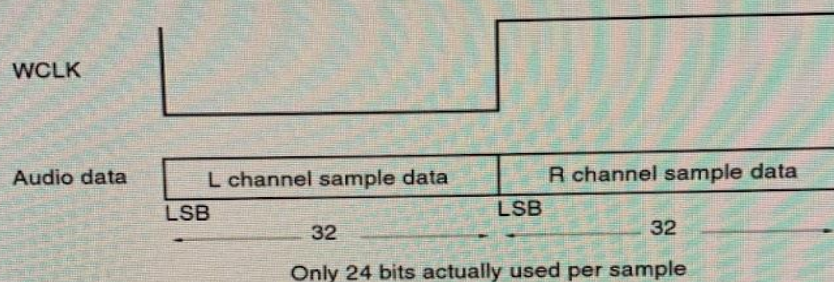 WCLK
Audio data
L channel sample data
R channel sample data
LSB
LSB
32
32
Only 24 bits actually used per sample